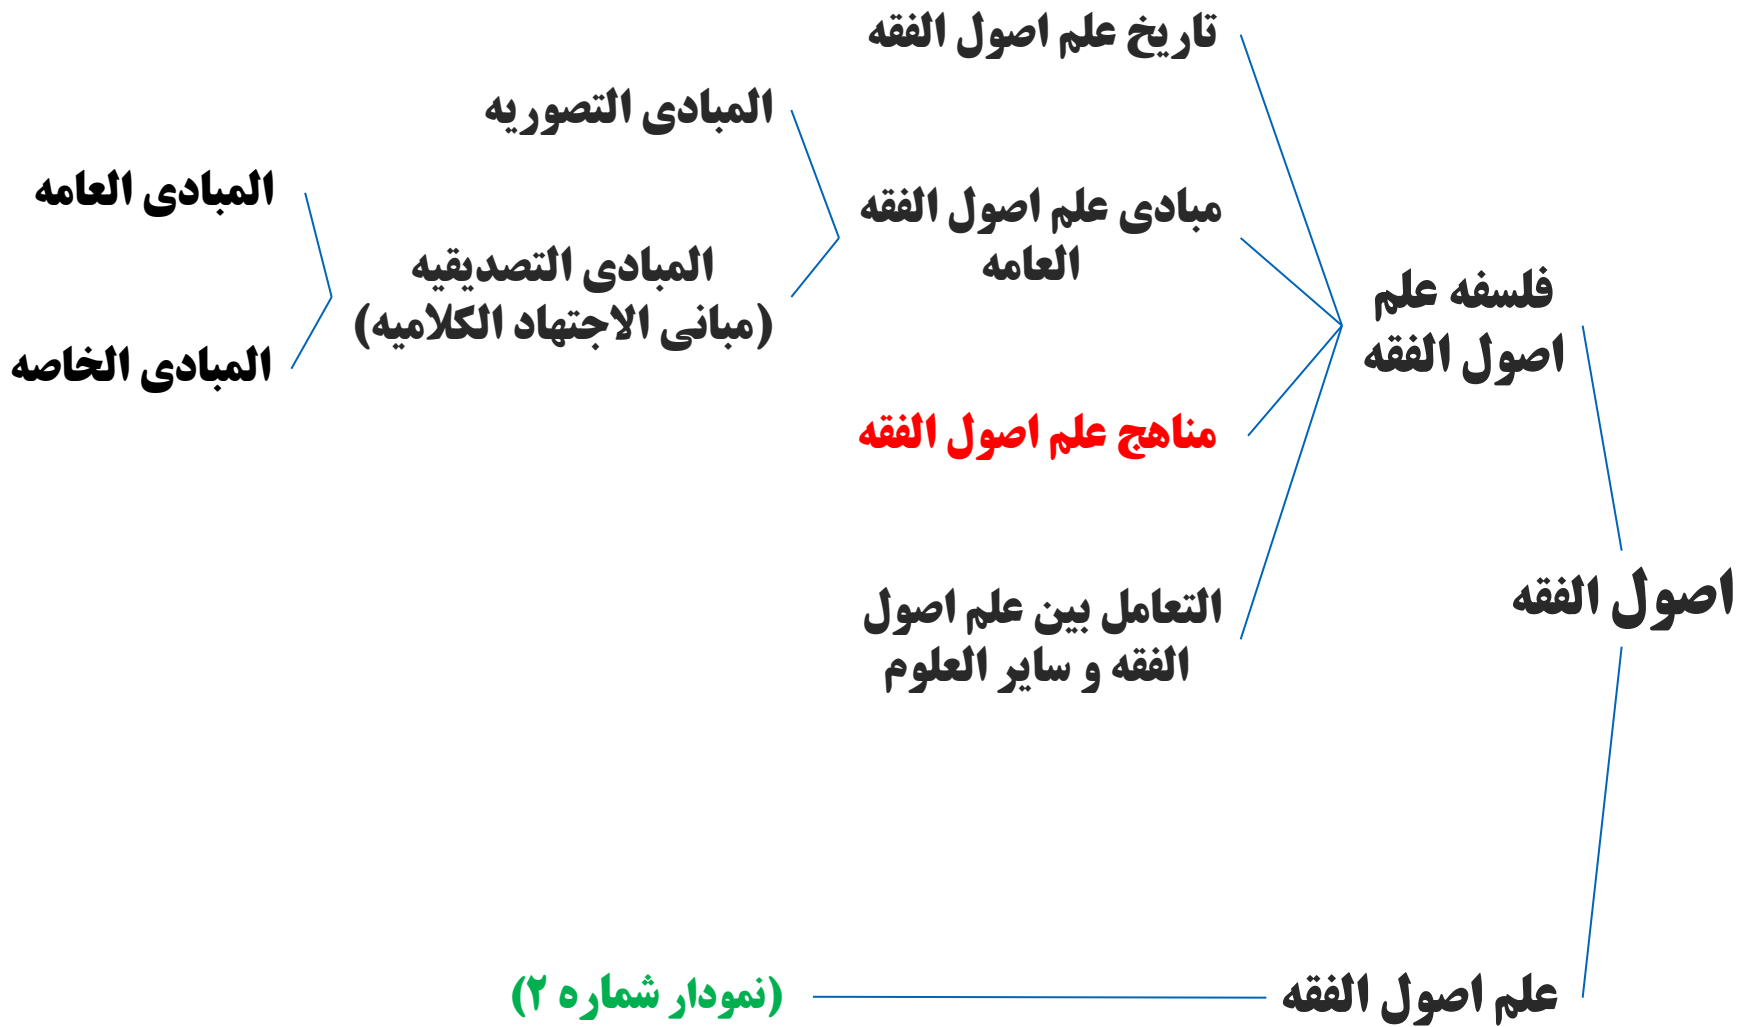 اصول الفقه
فلسفه علم
اصول الفقه
تاریخ علم اصول الفقه
مبادی علم اصول الفقه
العامه
المبادی التصوریه
المبادی التصدیقیه
(مبانی الاجتهاد الکلامیه)
المبادی العامه
المبادی الخاصه
مناهج علم اصول الفقه
التعامل بین علم اصول
الفقه و سایر العلوم
علم اصول الفقه
(نمودار شماره ۲)